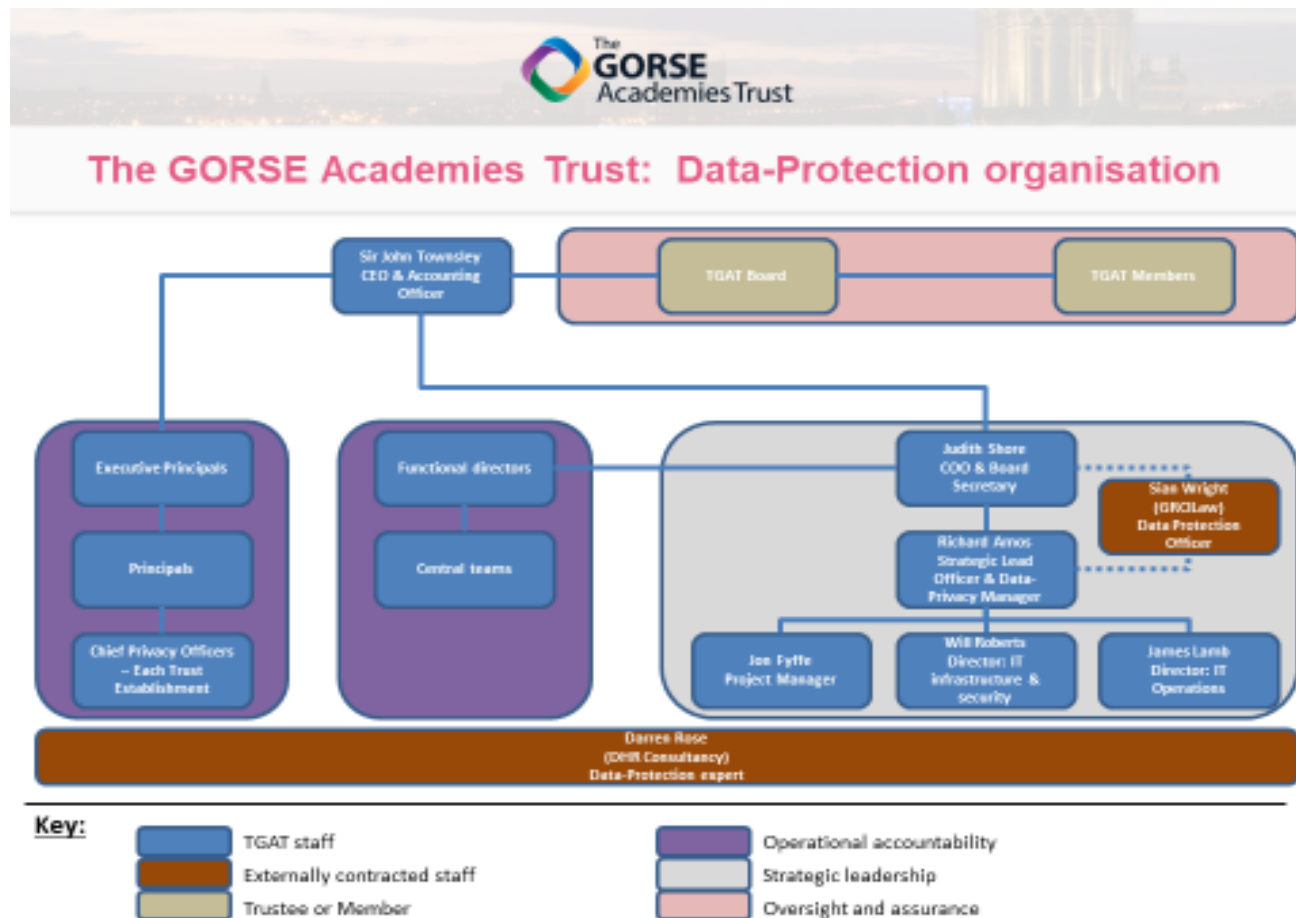 The
GORSE
Academies Trust
The GORSE Academies Trust: Data-Protection organisation
Sir John Townsley
CEO & Accounting
Officer
TGAT Board
TGAT Members
Executive Principals
Principals
Chief Privacy Officers
– Each Trust
Establishment
Functional directors
Central teams
Judith Shore
COO & Board
Secretary
Sian Wright
(GROLaw)
Data Protection
Officer
Richard Amos
Strategic Lead
Officer & Data-
Privacy Manager
Jon Fyffe
Project Manager
Will Roberts
Director: IT
infrastructure &
security
James Lamb
Director: IT
Operations
Darren Rose
(DHR Consultancy)
Data-Protection expert
Key:
TGAT staff
Externally contracted staff
Trustee or Member
Operational accountability
Strategic leadership
Oversight and assurance